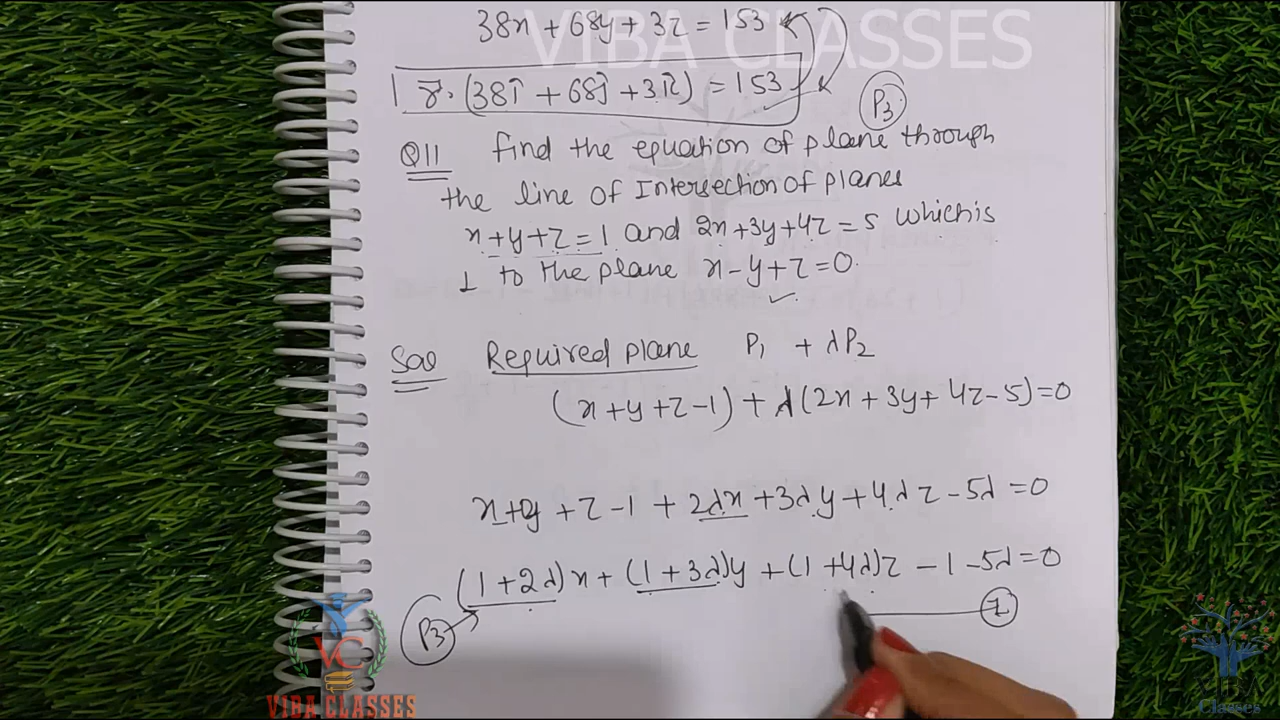 VIBA CLASSES
38x + 68y + 3z = 153
r⃗. (38î + 68ĵ + 3k̂) = 153
P3
Q11 find the equation of plane through
the line of Intersection of planes
x + y + z = 1 and 2x + 3y + 4z = 5 which is
⊥ to the plane x - y + z = 0.
Sol Required plane P₁ + λP₂
(x + y + z - 1) + λ(2x + 3y + 4z - 5) = 0
x + y + z - 1 + 2λx + 3λy + 4λz - 5λ = 0
(1 + 2λ)x + (1 + 3λ)y + (1 + 4λ)z - 1 - 5λ = 0
P3
VC
VIBA CLASSES
VIBA
Classes